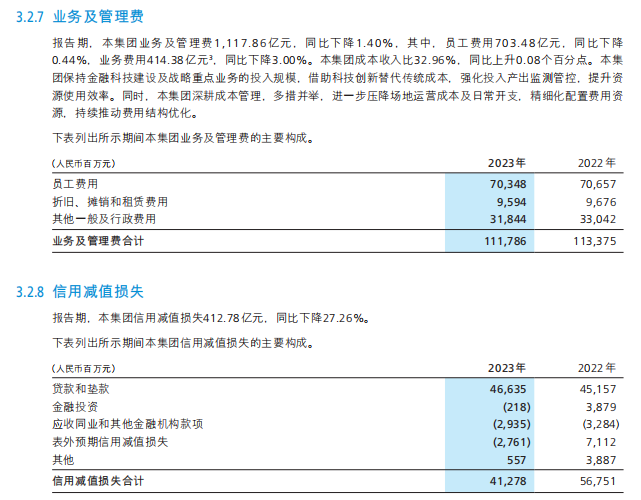 3.2.7 业务及管理费
报告期，本集团业务及管理费1,117.86亿元，同比下降1.40%，其中，员工费用703.48亿元，同比下降
0.44%，业务费用414.38亿元³，同比下降3.00%。本集团成本收入比32.96%，同比上升0.08个百分点。本集
团保持金融科技建设及战略重点业务的投入规模，借助科技创新替代传统成本，强化投入产出监测管控，提升资
源使用效率。同时，本集团深耕成本管理，多措并举，进一步压降场地运营成本及日常开支，精细化配置费用资
源，持续推动费用结构优化。
下表列出所示期间本集团业务及管理费的主要构成。
(人民币百万元) 2023年 2022年
员工费用 70,348 70,657
折旧、摊销和租赁费用 9,594 9,676
其他一般及行政费用 31,844 33,042
业务及管理费合计 111,786 113,375
3.2.8 信用减值损失
报告期，本集团信用减值损失412.78亿元，同比下降27.26%。
下表列出所示期间本集团信用减值损失的主要构成。
(人民币百万元) 2023年 2022年
贷款和垫款 46,635 45,157
金融投资 (218) 3,879
应收同业和其他金融机构款项 (2,935) (3,284)
表外预期信用减值损失 (2,761) 7,112
其他 557 3,887
信用减值损失合计 41,278 56,751